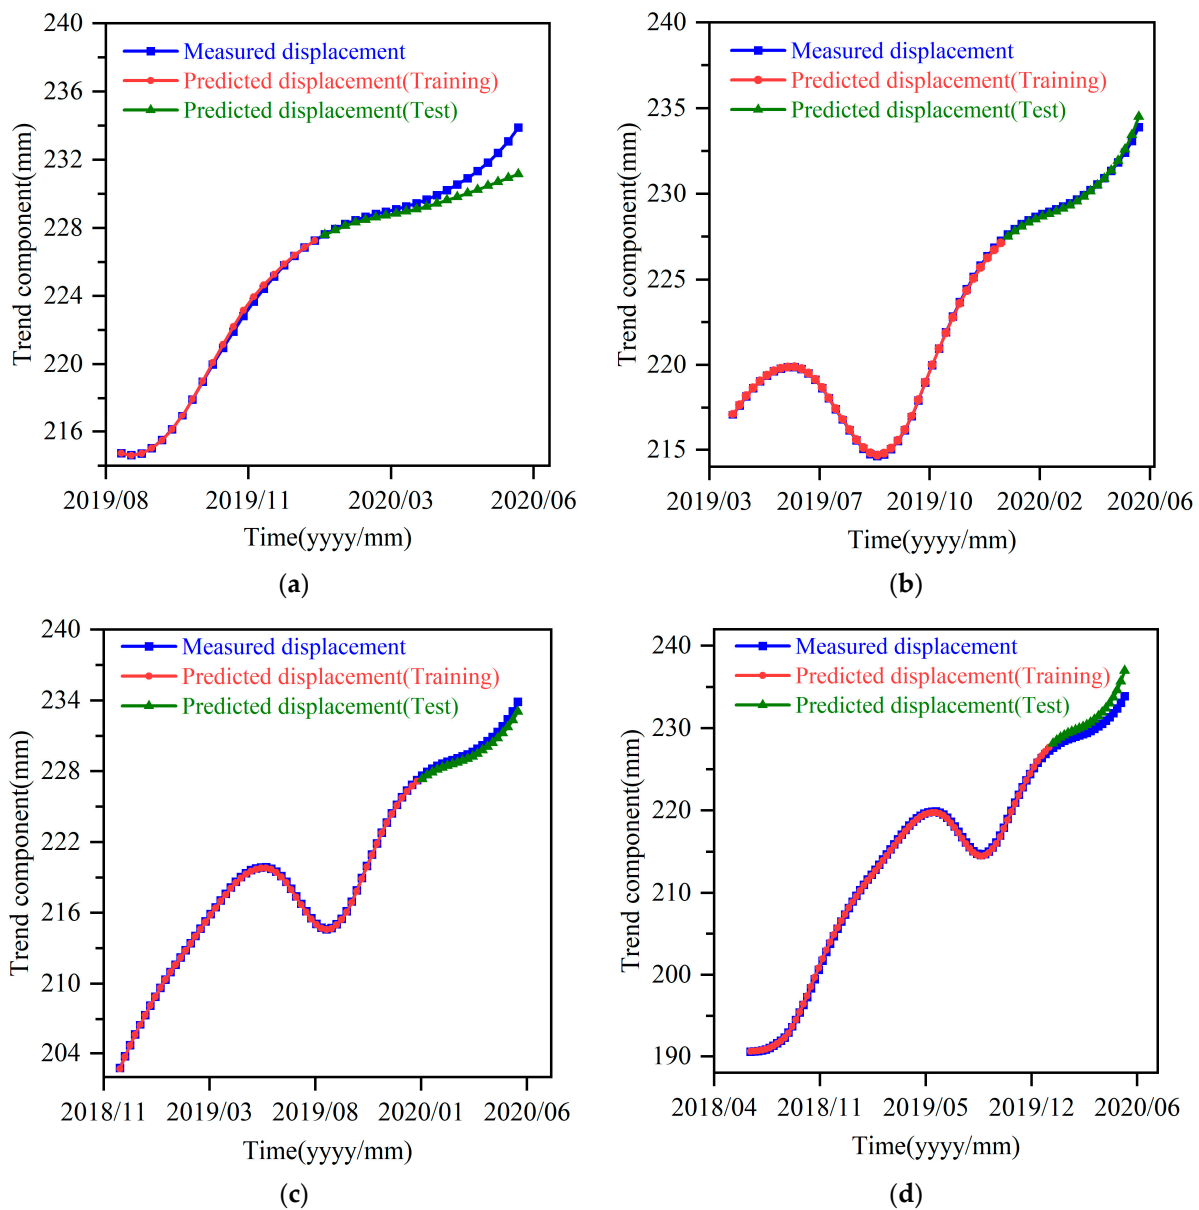 240
236
232
228
224
220
216
Trend component(mm)
Measured displacement
Predicted displacement(Training)
Predicted displacement(Test)
2019/08 2019/11 2020/03 2020/06
Time(yyyy/mm)
(a)
240
235
230
225
220
215
Trend component(mm)
Measured displacement
Predicted displacement(Training)
Predicted displacement(Test)
2019/03 2019/07 2019/10 2020/02 2020/06
Time(yyyy/mm)
(b)
240
234
228
222
216
210
204
Trend component(mm)
Measured displacement
Predicted displacement(Training)
Predicted displacement(Test)
2018/11 2019/03 2019/08 2020/01 2020/06
Time(yyyy/mm)
(c)
240
230
220
210
200
190
Trend component(mm)
Measured displacement
Predicted displacement(Training)
Predicted displacement(Test)
2018/04 2018/11 2019/05 2019/12 2020/06
Time(yyyy/mm)
(d)